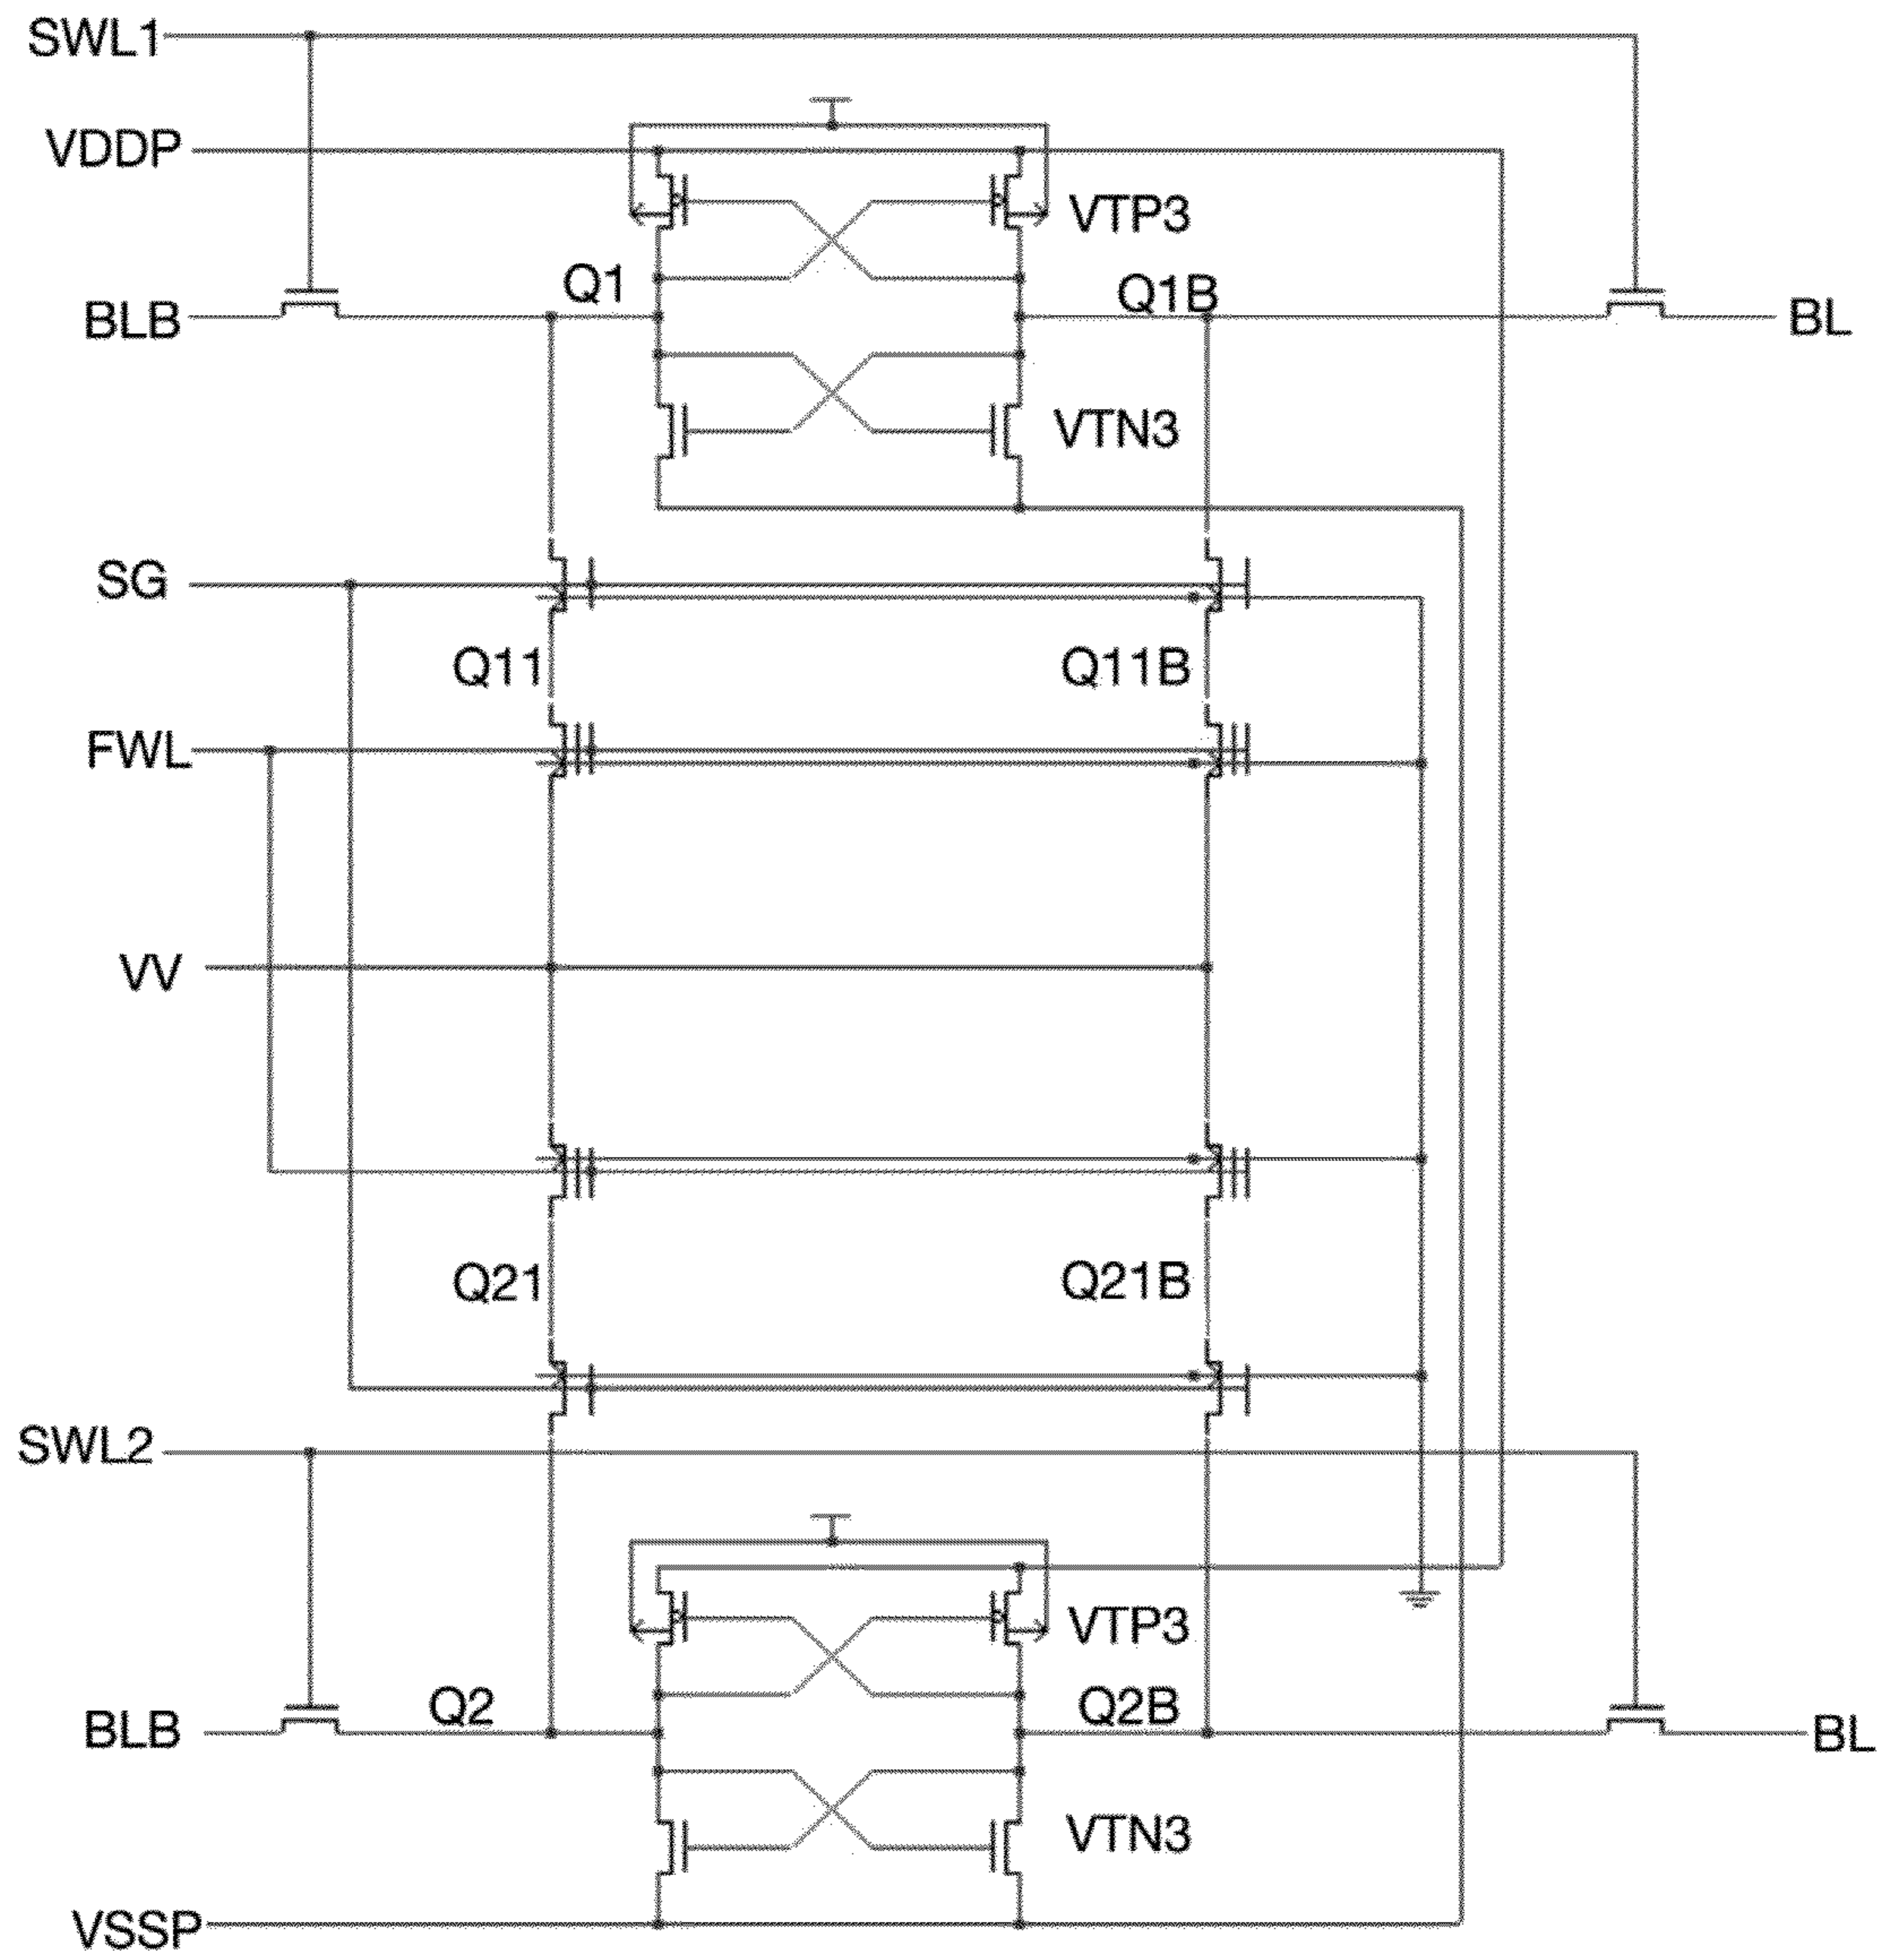 SWL1
VDDP
VTP3
Q1
Q1B
BLB
BL
VTN3
SG
Q11
Q11B
FWL
VV
Q21
Q21B
SWL2
VTP3
Q2
Q2B
BLB
BL
VTN3
VSSP